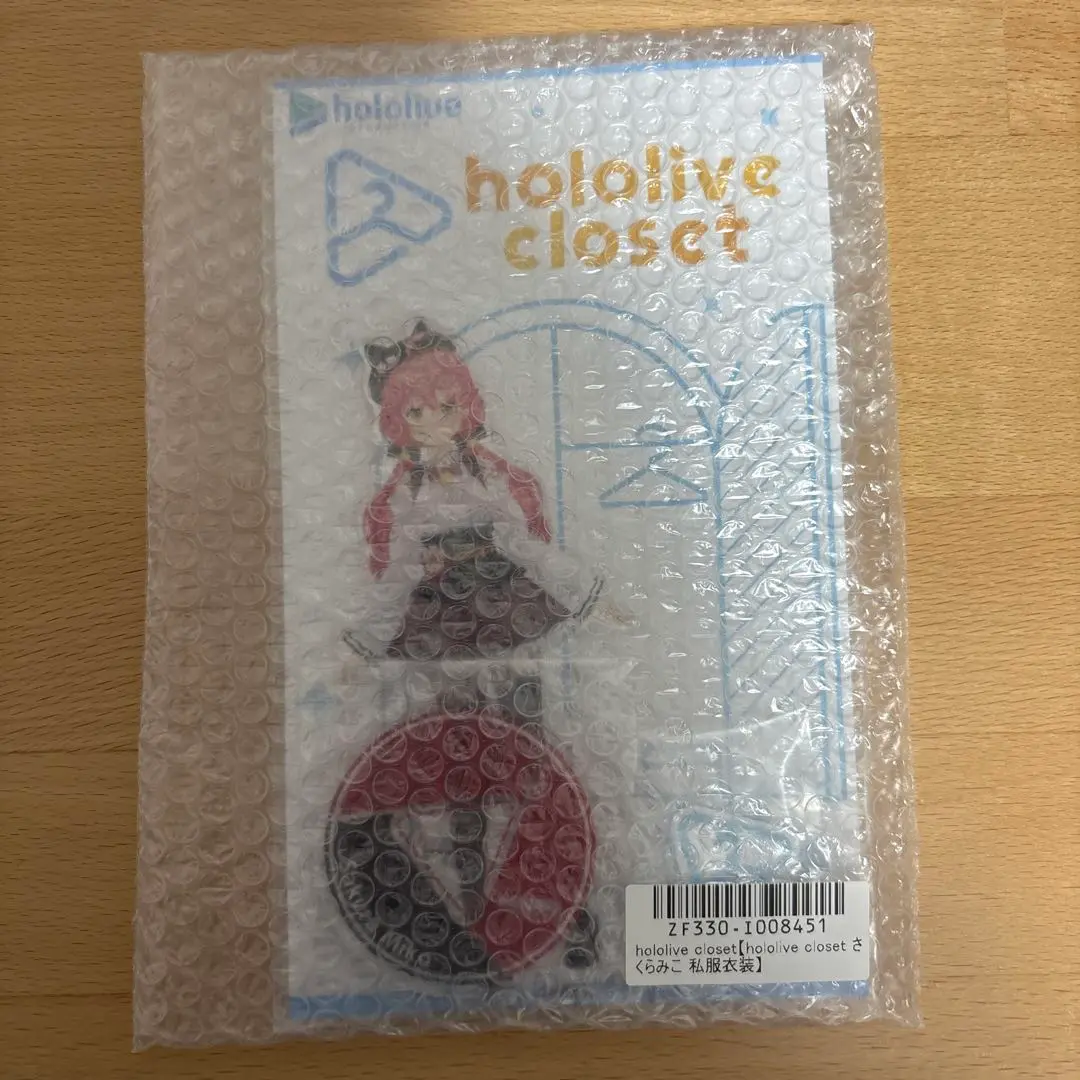 hololive
hololive
closet
ZF330-I008451
hololive closet【hololive closet さ
くらみこ 私服衣装】